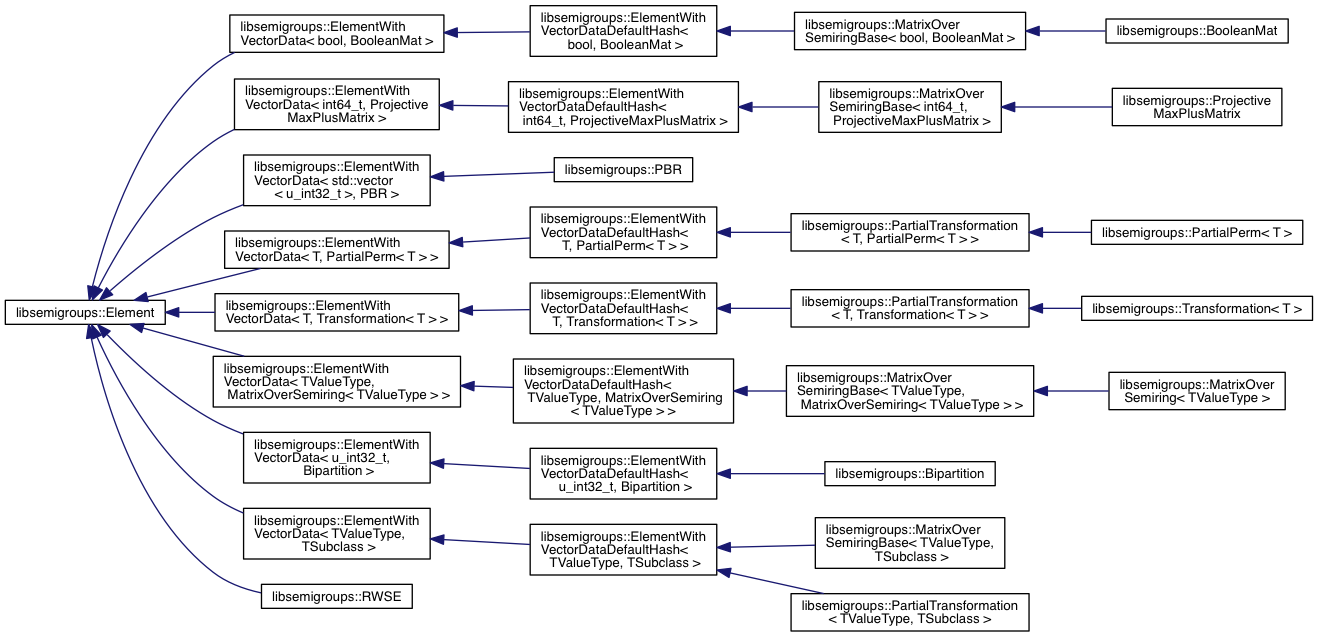 libsemigroups::Element
libsemigroups::ElementWith
VectorData< bool, BooleanMat >
libsemigroups::ElementWith
VectorDataDefaultHash<
bool, BooleanMat >
libsemigroups::MatrixOver
SemiringBase< bool, BooleanMat >
libsemigroups::BooleanMat
libsemigroups::ElementWith
VectorData< int64_t, Projective
MaxPlusMatrix >
libsemigroups::ElementWith
VectorDataDefaultHash<
int64_t, ProjectiveMaxPlusMatrix >
libsemigroups::MatrixOver
SemiringBase< int64_t,
ProjectiveMaxPlusMatrix >
libsemigroups::Projective
MaxPlusMatrix
libsemigroups::ElementWith
VectorData< std::vector
< u_int32_t >, PBR >
libsemigroups::PBR
libsemigroups::ElementWith
VectorData< T, PartialPerm< T > >
libsemigroups::ElementWith
VectorDataDefaultHash<
T, PartialPerm< T > >
libsemigroups::PartialTransformation
< T, PartialPerm< T > >
libsemigroups::PartialPerm< T >
libsemigroups::ElementWith
VectorData< T, Transformation< T > >
libsemigroups::ElementWith
VectorDataDefaultHash<
T, Transformation< T > >
libsemigroups::PartialTransformation
< T, Transformation< T > >
libsemigroups::Transformation< T >
libsemigroups::ElementWith
VectorData< TValueType,
MatrixOverSemiring< TValueType > >
libsemigroups::ElementWith
VectorDataDefaultHash<
TValueType, MatrixOverSemiring
< TValueType > >
libsemigroups::MatrixOver
SemiringBase< TValueType,
MatrixOverSemiring< TValueType > >
libsemigroups::MatrixOver
Semiring< TValueType >
libsemigroups::ElementWith
VectorData< u_int32_t,
Bipartition >
libsemigroups::ElementWith
VectorDataDefaultHash<
u_int32_t, Bipartition >
libsemigroups::Bipartition
libsemigroups::ElementWith
VectorData< TValueType,
TSubclass >
libsemigroups::ElementWith
VectorDataDefaultHash<
TValueType, TSubclass >
libsemigroups::MatrixOver
SemiringBase< TValueType,
TSubclass >
libsemigroups::PartialTransformation
< TValueType, TSubclass >
libsemigroups::RWSE